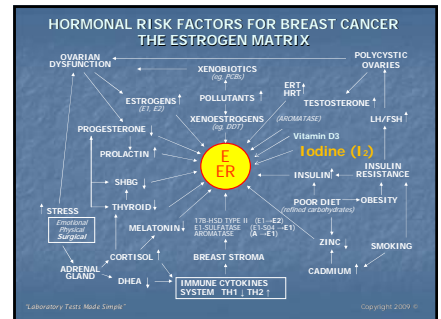 HORMONAL RISK FACTORS FOR BREAST CANCER
THE ESTROGEN MATRIX
OVARIAN
DYSFUNCTION
XENOBIOTICS
(eg, PCBs)
POLYCYSTIC
OVARIES
ERT↑
HRT
ESTROGENS ↑
(E1, E2)
POLLUTANTS ↑
TESTOSTERONE ↑
XENOESTROGENS
(eg, DDT)
(AROMATASE)
LH/FSH ↑
PROGESTERONE ↓
Vitamin D3
PROLACTIN ↑
E
ER
Iodine (I₂)
INSULIN ↑
INSULIN
RESISTANCE
SHBG ↓
THYROID ↓
POOR DIET
(refined carbohydrates)
OBESITY
↑ STRESS
Emotional
Physical
Surgical
MELATONIN ↓
17B-HSD TYPE II (E1→E2)
E1-SULFATASE (E1-S04→E1)
AROMATASE (A→E1)
ZINC ↓
SMOKING
ADRENAL
GLAND
CORTISOL ↑
BREAST STROMA
CADMIUM ↑
DHEA ↓
IMMUNE CYTOKINES
SYSTEM TH1 ↓ TH2 ↑
"Laboratory Tests Made Simple"
Copyright 2009 ©